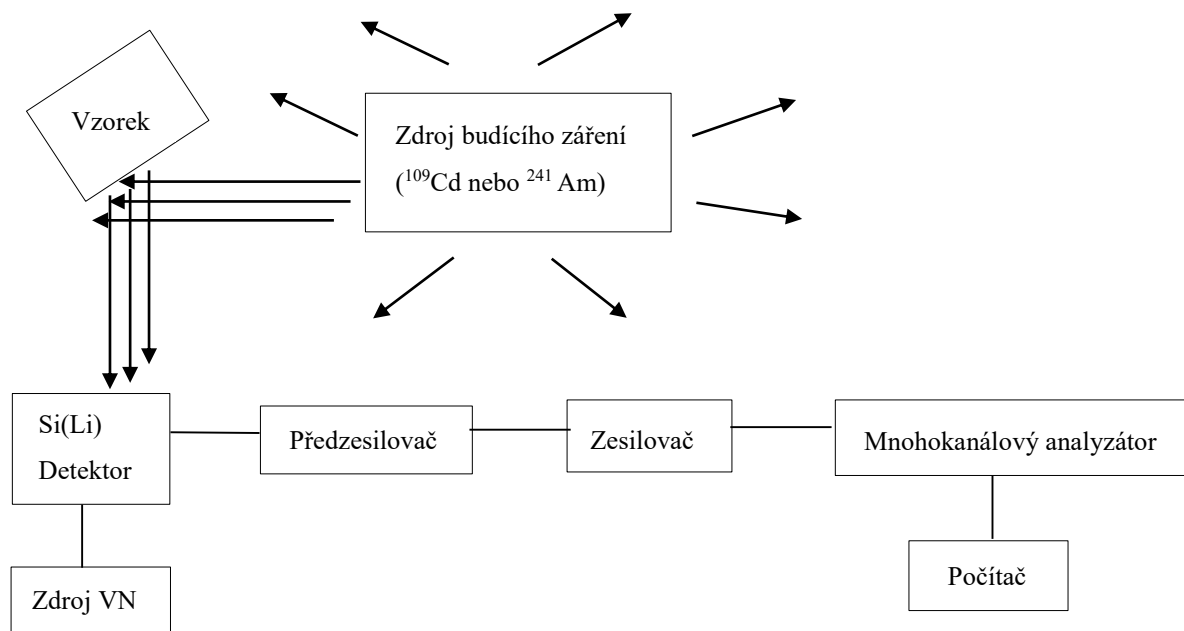 Vzorek
Zdroj budícího záření
(¹⁰⁹Cd nebo ²⁴¹ Am)
Si(Li)
Detektor
Předzesilovač
Zesilovač
Mnohokanálový analyzátor
Zdroj VN
Počítač